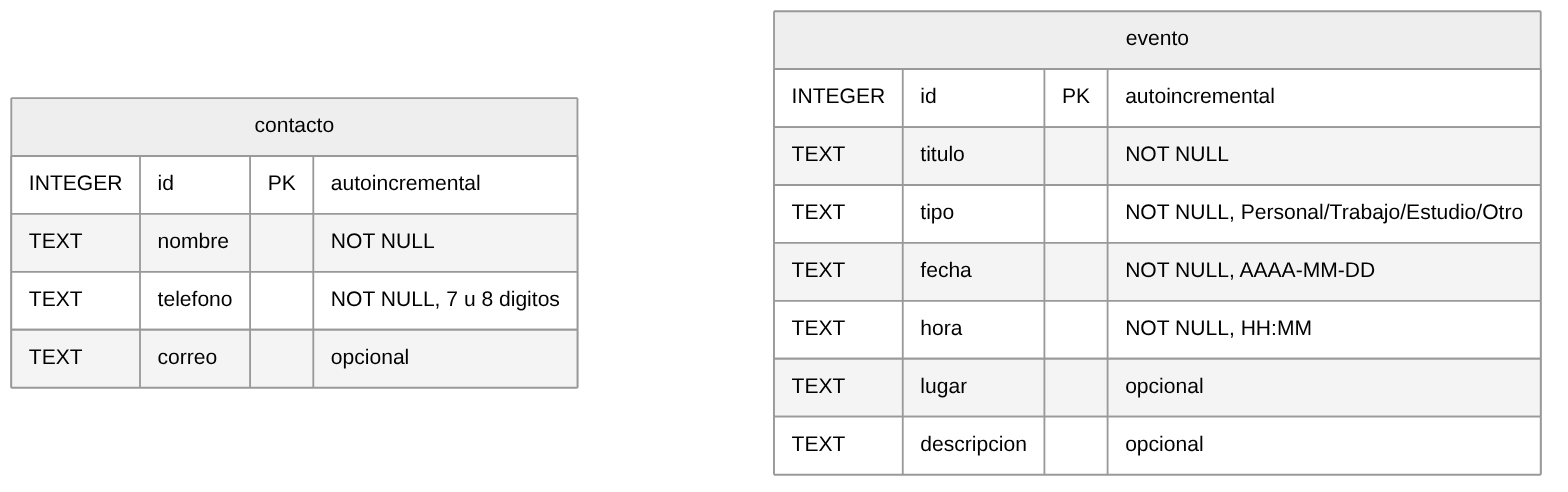 contacto
INTEGER id PK autoincremental
TEXT nombre NOT NULL
TEXT telefono NOT NULL, 7 u 8 digitos
TEXT correo opcional
evento
INTEGER id PK autoincremental
TEXT titulo NOT NULL
TEXT tipo NOT NULL, Personal/Trabajo/Estudio/Otro
TEXT fecha NOT NULL, AAAA-MM-DD
TEXT hora NOT NULL, HH:MM
TEXT lugar opcional
TEXT descripcion opcional